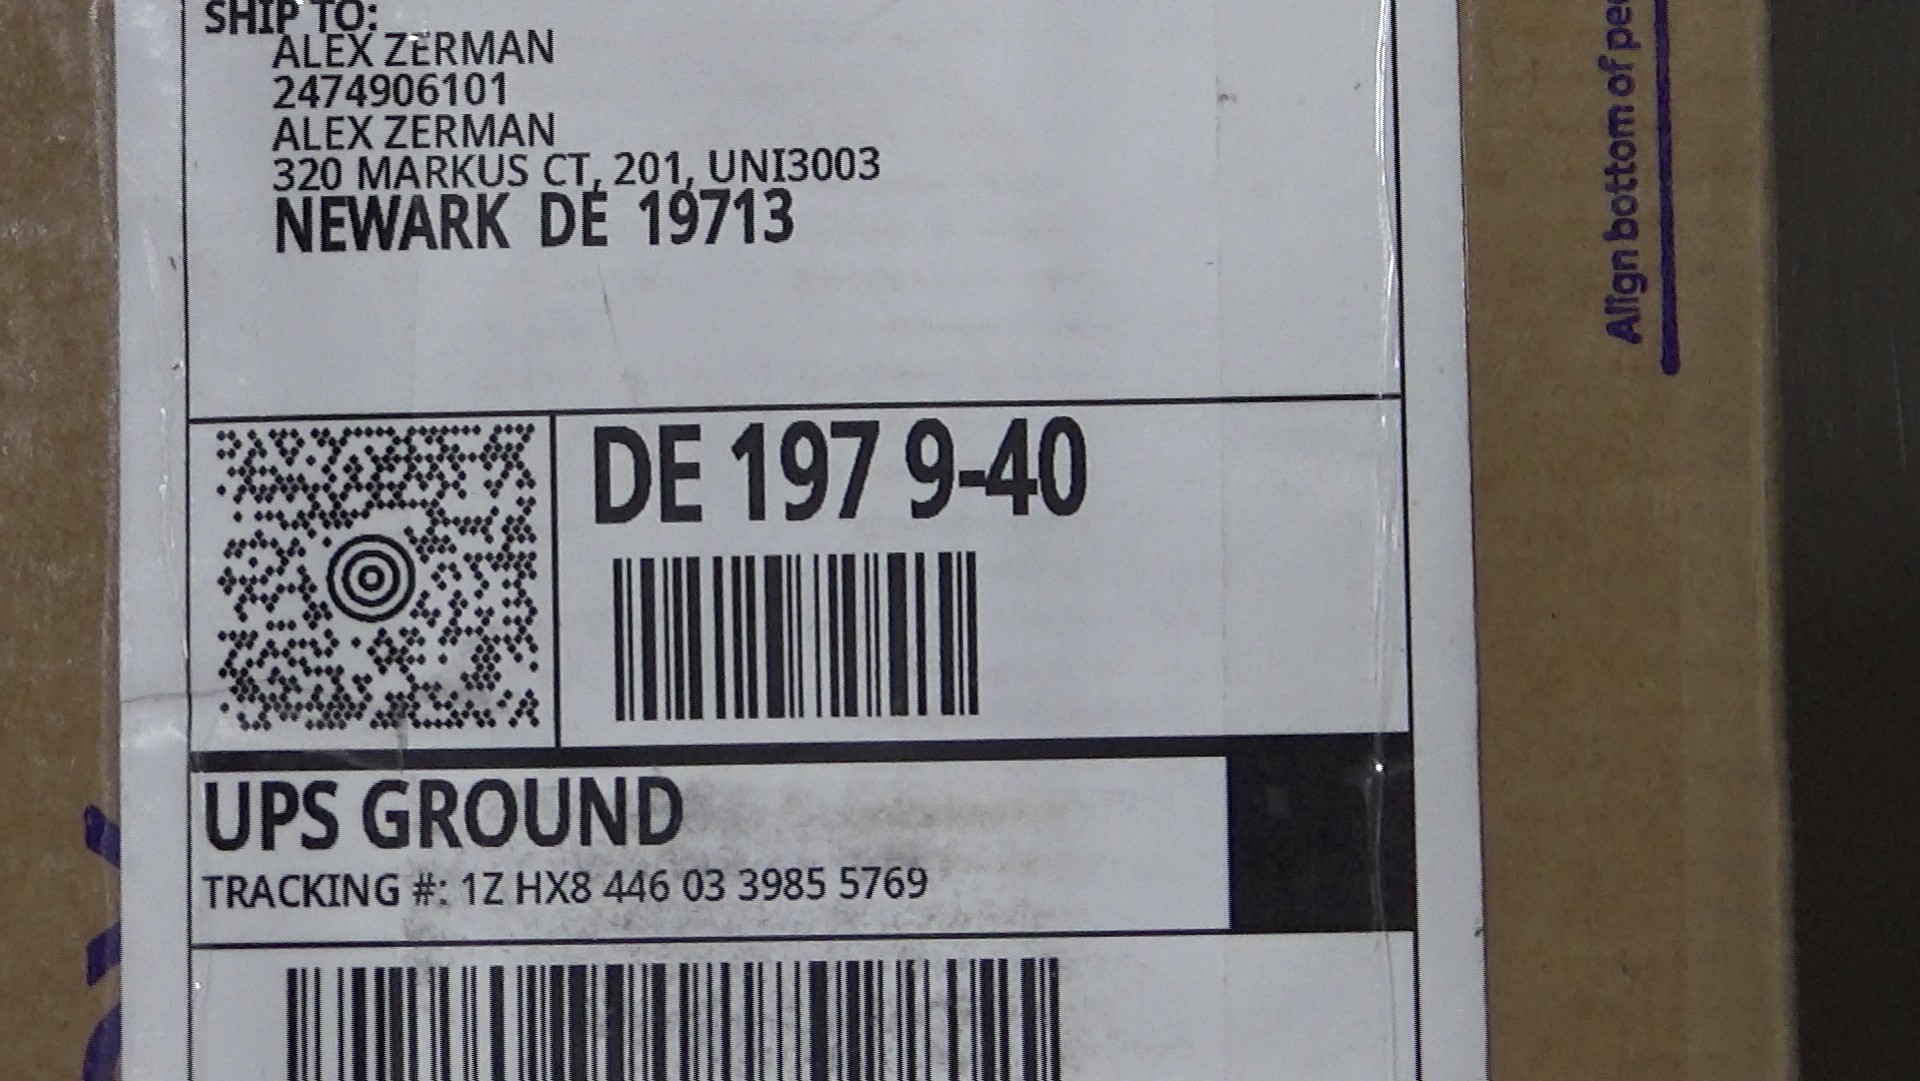 SHIP TO:
ALEX ZERMAN
2474906101
ALEX ZERMAN
320 MARKUS CT, 201, UNI3003
NEWARK DE 19713
DE 197 9-40
UPS GROUND
TRACKING #: 1Z HX8 446 03 3985 5769
Align bottom of